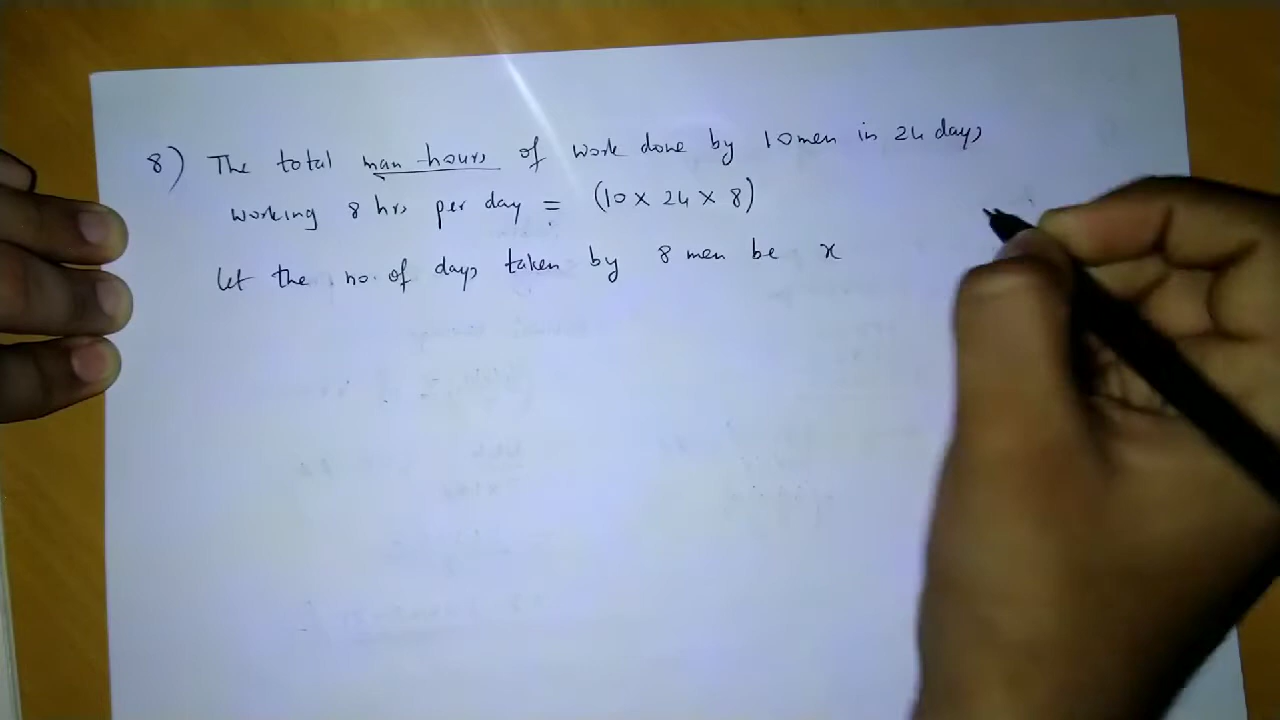 8) The total man-hours of work done by 10 men in 24 days
working 8 hrs per day = (10 × 24 × 8)
Let the no. of days taken by 8 men be x